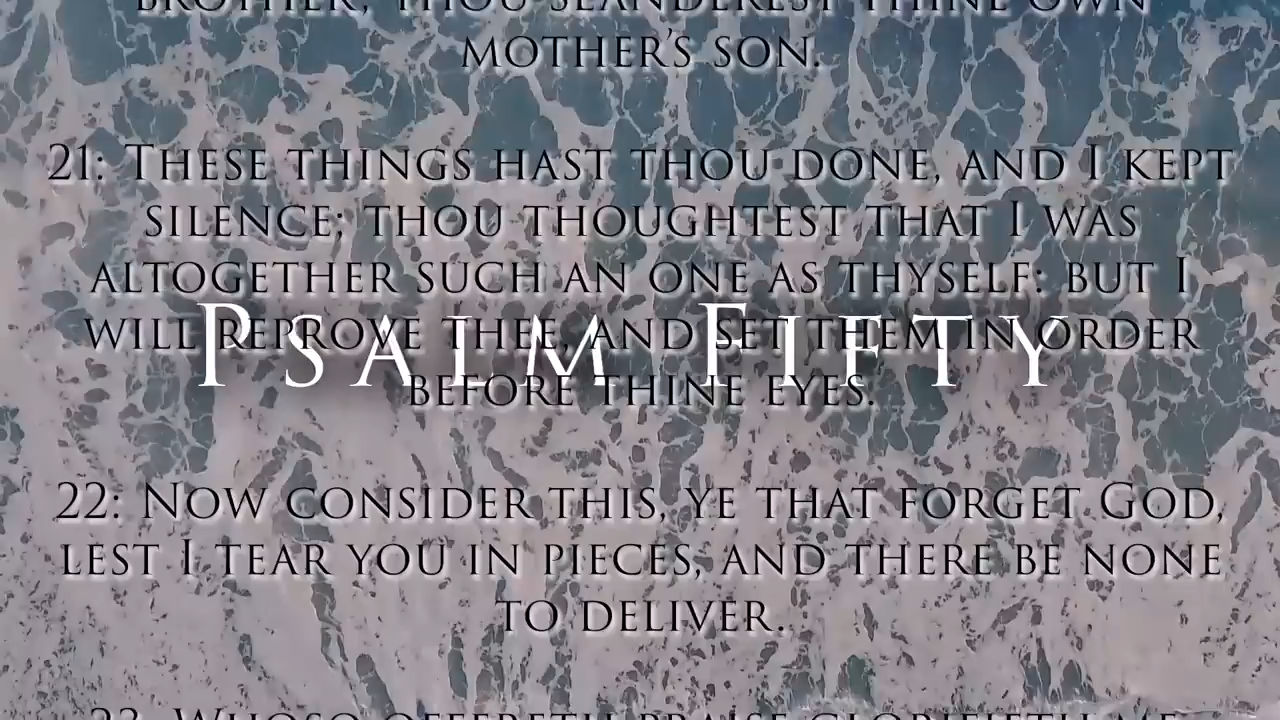 BROTHER; THOU SLANDEREST THINE OWN
MOTHER'S SON.
21: THESE THINGS HAST THOU DONE, AND I KEPT
SILENCE; THOU THOUGHTEST THAT I WAS
ALTOGETHER SUCH AN ONE AS THYSELF: BUT I
WILL REPROVE THEE, AND SET THEM IN ORDER
PSALM FIFTY
BEFORE THINE EYES.
22: NOW CONSIDER THIS, YE THAT FORGET GOD,
LEST I TEAR YOU IN PIECES, AND THERE BE NONE
TO DELIVER.
23: WHOSO OFFERETH PRAISE GLORIFIETH ME